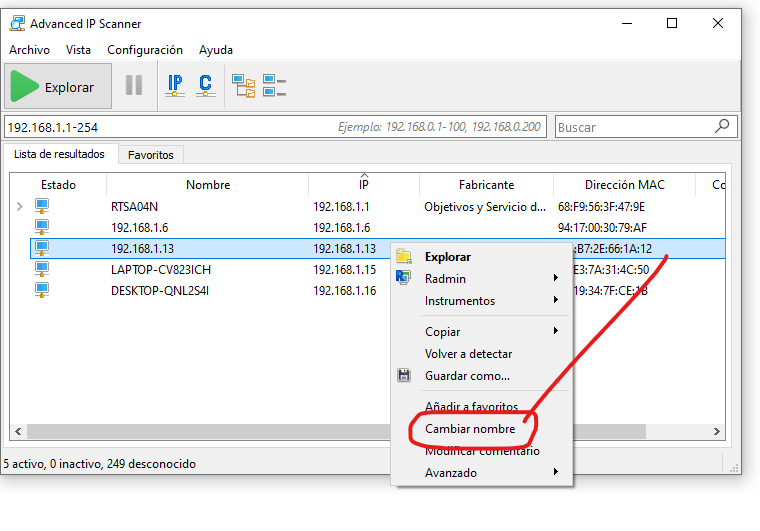 Advanced IP Scanner
Archivo Vista Configuración Ayuda
Explorar IP C
192.168.1.1-254 Ejemplo: 192.168.0.1-100, 192.168.0.200 Buscar
Lista de resultados Favoritos
Estado Nombre IP Fabricante Dirección MAC Co
RTSA04N 192.168.1.1 Objetivos y Servicio d... 68:F9:56:3F:47:9E
192.168.1.6 192.168.1.6 94:17:00:30:79:AF
192.168.1.13 192.168.1.13 :B7:2E:66:1A:12
LAPTOP-CV823ICH 192.168.1.15 E3:7A:31:4C:50
DESKTOP-QNL2S4I 192.168.1.16 19:34:7F:CE:1B
Explorar
Radmin
Instrumentos
Copiar
Volver a detectar
Guardar como...
Añadir a favoritos
Cambiar nombre
Modificar comentario
Avanzado
5 activo, 0 inactivo, 249 desconocido